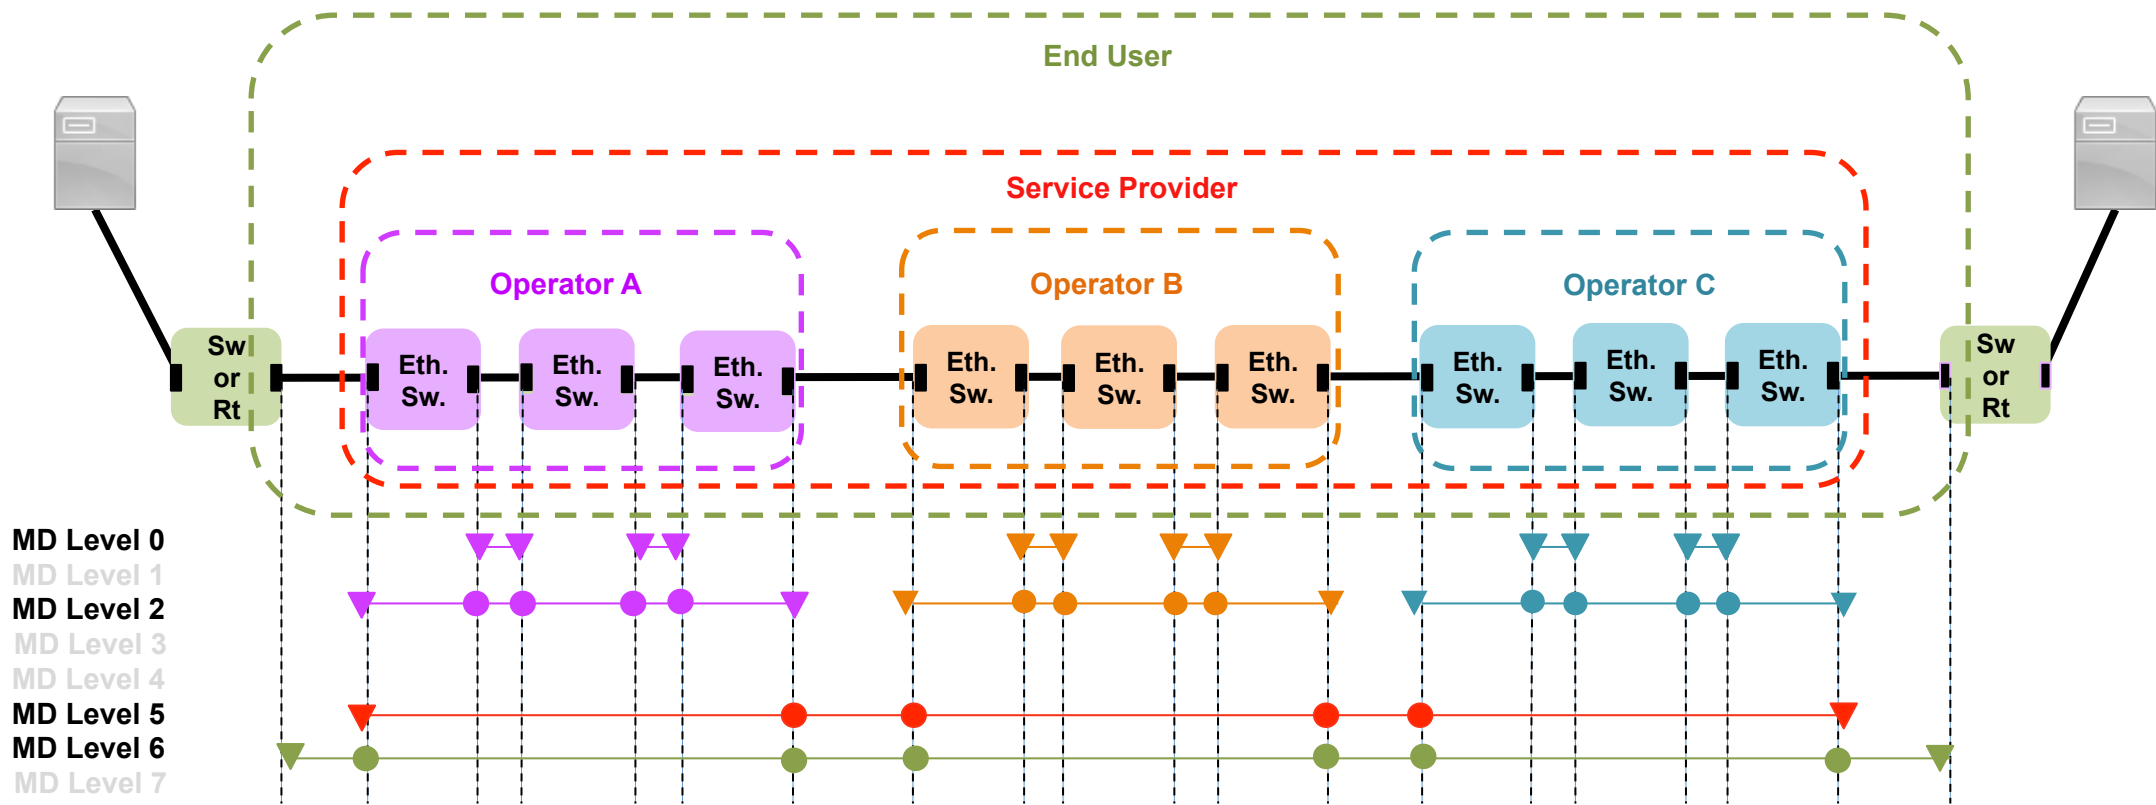 End User
Service Provider
Operator A
Operator B
Operator C
Sw
or
Rt
Eth.
Sw.
Eth.
Sw.
Eth.
Sw.
Eth.
Sw.
Eth.
Sw.
Eth.
Sw.
Eth.
Sw.
Eth.
Sw.
Eth.
Sw.
Sw
or
Rt
MD Level 0
MD Level 1
MD Level 2
MD Level 3
MD Level 4
MD Level 5
MD Level 6
MD Level 7